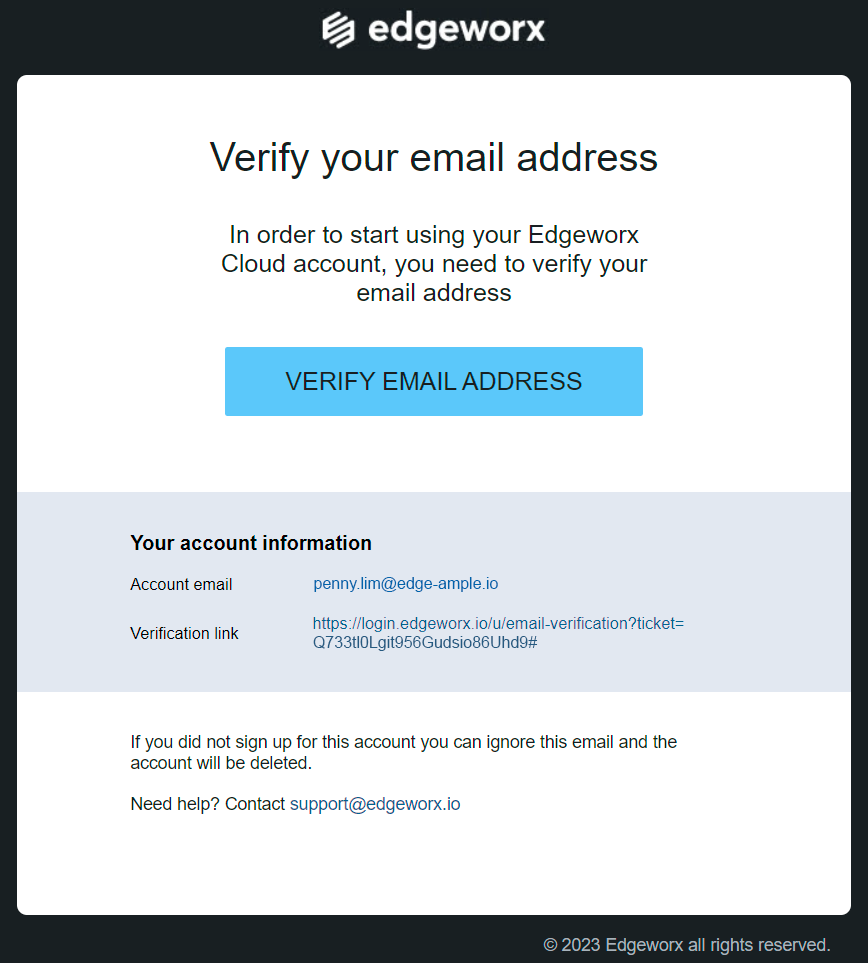 edgeworx
Verify your email address
In order to start using your Edgeworx
Cloud account, you need to verify your
email address
VERIFY EMAIL ADDRESS
Your account information
Account email penny.lim@edge-ample.io
Verification link https://login.edgeworx.io/u/email-verification?ticket=
Q733tl0Lgit956Gudsio86Uhd9#
If you did not sign up for this account you can ignore this email and the
account will be deleted.
Need help? Contact support@edgeworx.io
© 2023 Edgeworx all rights reserved.